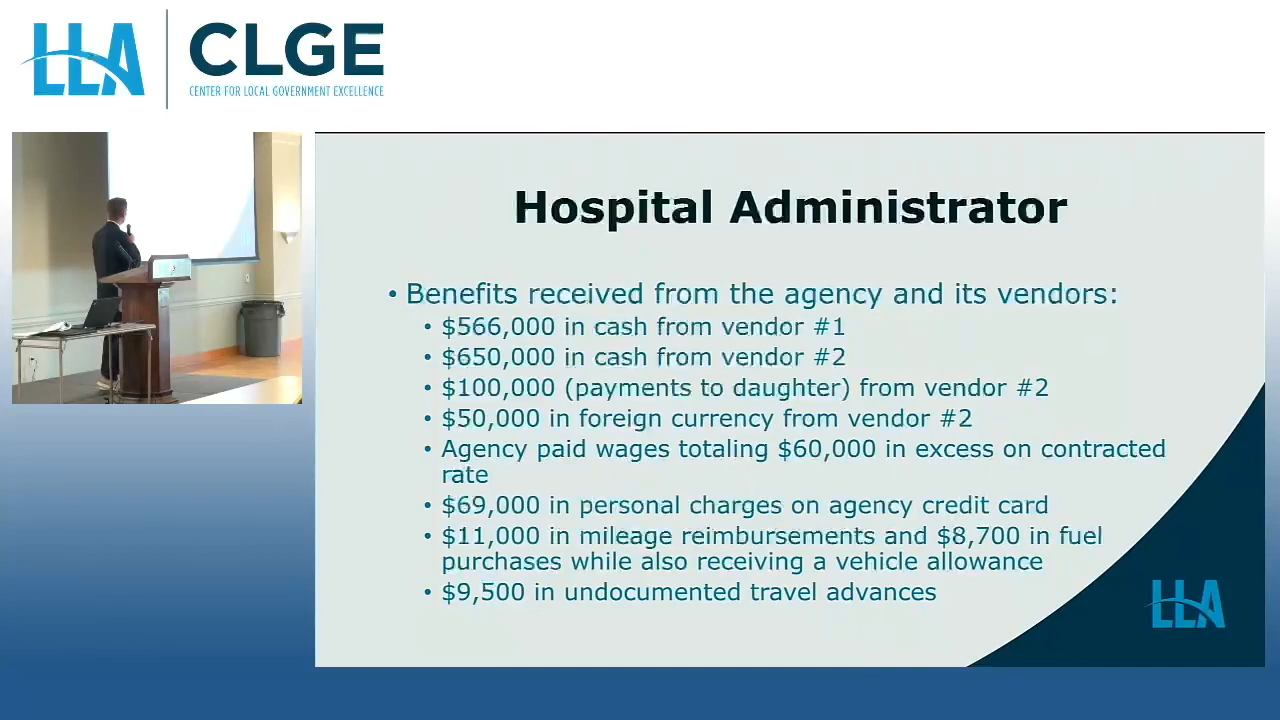 LLA
CLGE
CENTER FOR LOCAL GOVERNMENT EXCELLENCE
Hospital Administrator
• Benefits received from the agency and its vendors:
• $566,000 in cash from vendor #1
• $650,000 in cash from vendor #2
• $100,000 (payments to daughter) from vendor #2
• $50,000 in foreign currency from vendor #2
• Agency paid wages totaling $60,000 in excess on contracted
rate
• $69,000 in personal charges on agency credit card
• $11,000 in mileage reimbursements and $8,700 in fuel
purchases while also receiving a vehicle allowance
• $9,500 in undocumented travel advances
LLA